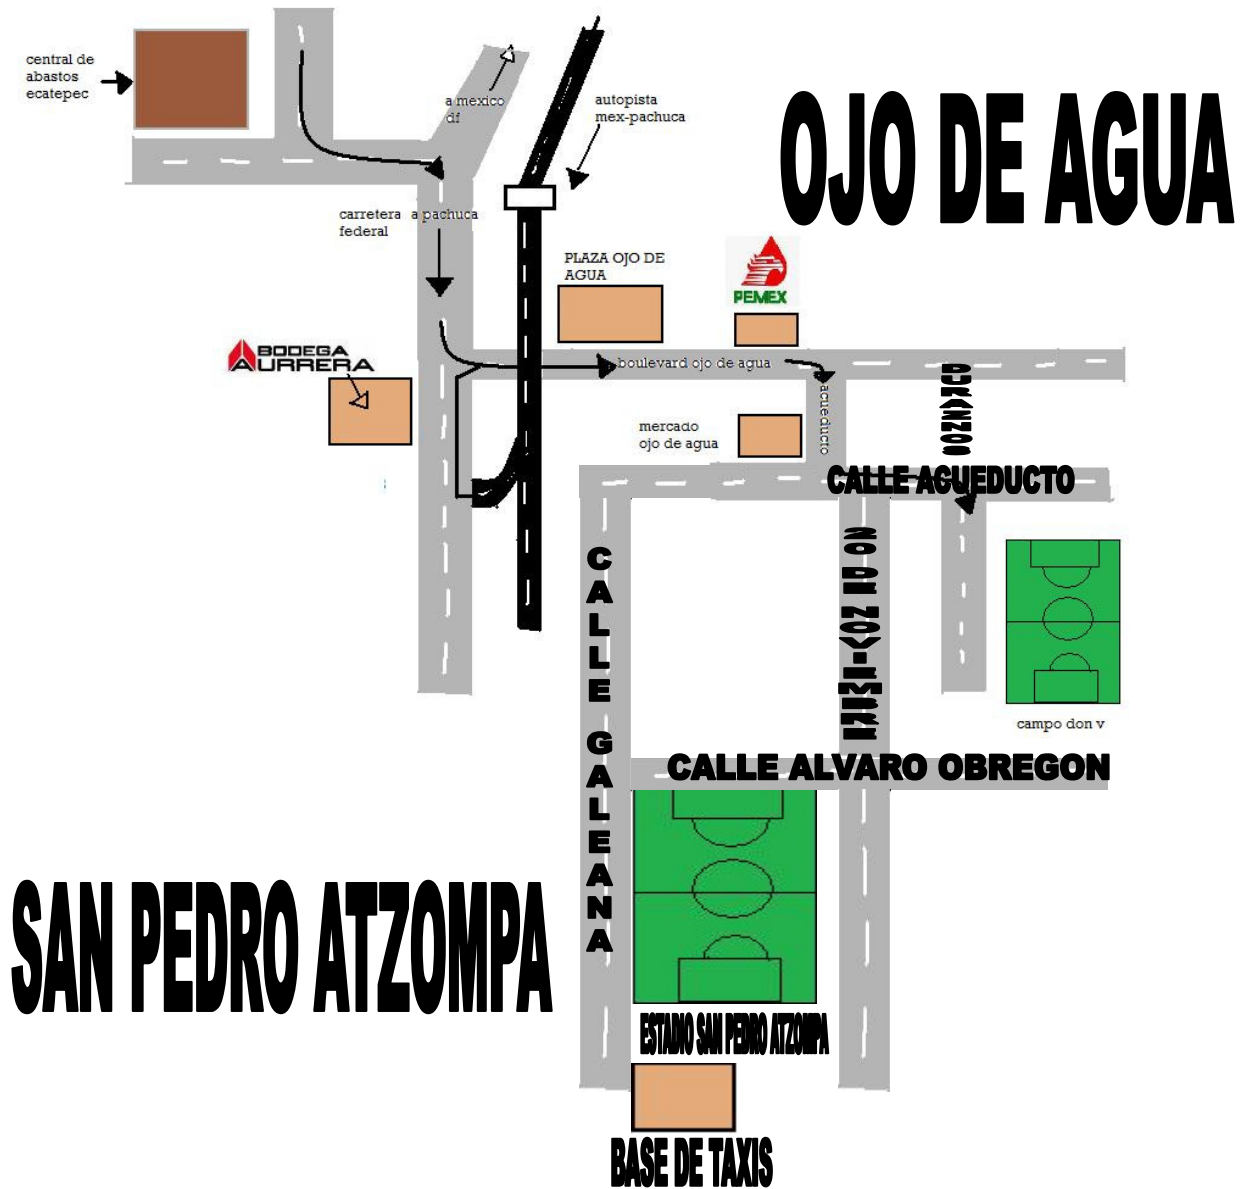 central de
abastos
ecatepec
a mexico
df
autopista
mex-pachuca
OJO DE AGUA
carretera a pachuca
federal
PLAZA OJO DE
AGUA
PEMEX
BODEGA
AURRERA
boulevard ojo de agua
acueducto
mercado
ojo de agua
CALLE ACUEDUCTO
CALLE GALEANA
campo don v
CALLE ALVARO OBREGON
SAN PEDRO ATZOMPA
ESTADIO SAN PEDRO ATZOMPA
BASE DE TAXIS